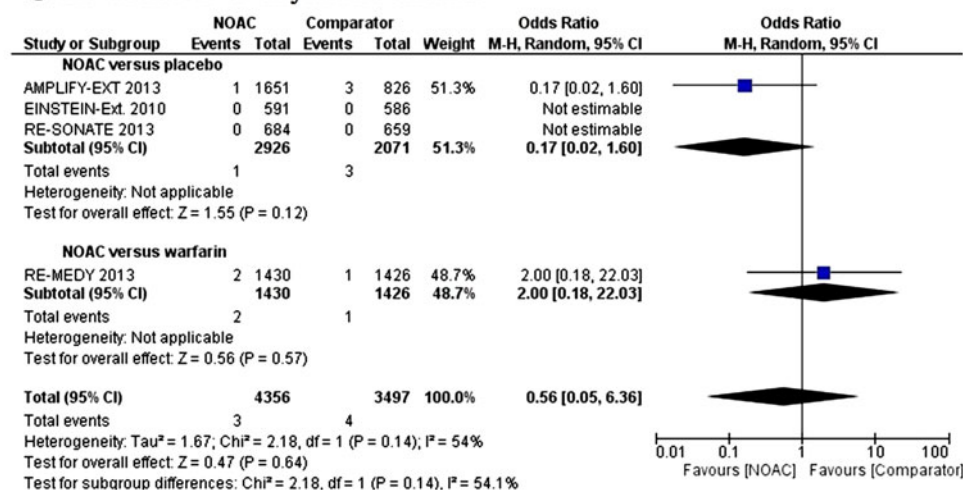 NOAC Comparator Odds Ratio Odds Ratio
Study or Subgroup Events Total Events Total Weight M-H, Random, 95% CI M-H, Random, 95% CI
NOAC versus placebo
AMPLIFY-EXT 2013 1 1651 3 826 51.3% 0.17 [0.02, 1.60]
EINSTEIN-Ext. 2010 0 591 0 586 Not estimable
RE-SONATE 2013 0 684 0 659 Not estimable
Subtotal (95% CI) 2926 2071 51.3% 0.17 [0.02, 1.60]
Total events 1 3
Heterogeneity: Not applicable
Test for overall effect: Z = 1.55 (P = 0.12)
NOAC versus warfarin
RE-MEDY 2013 2 1430 1 1426 48.7% 2.00 [0.18, 22.03]
Subtotal (95% CI) 1430 1426 48.7% 2.00 [0.18, 22.03]
Total events 2 1
Heterogeneity: Not applicable
Test for overall effect: Z = 0.56 (P = 0.57)
Total (95% CI) 4356 3497 100.0% 0.56 [0.05, 6.36]
Total events 3 4
Heterogeneity: Tau² = 1.67; Chi² = 2.18, df = 1 (P = 0.14); I² = 54%
Test for overall effect: Z = 0.47 (P = 0.64)
Test for subgroup differences: Chi² = 2.18, df = 1 (P = 0.14), I² = 54.1%
0.01 0.1 1 10 100
Favours [NOAC] Favours [Comparator]